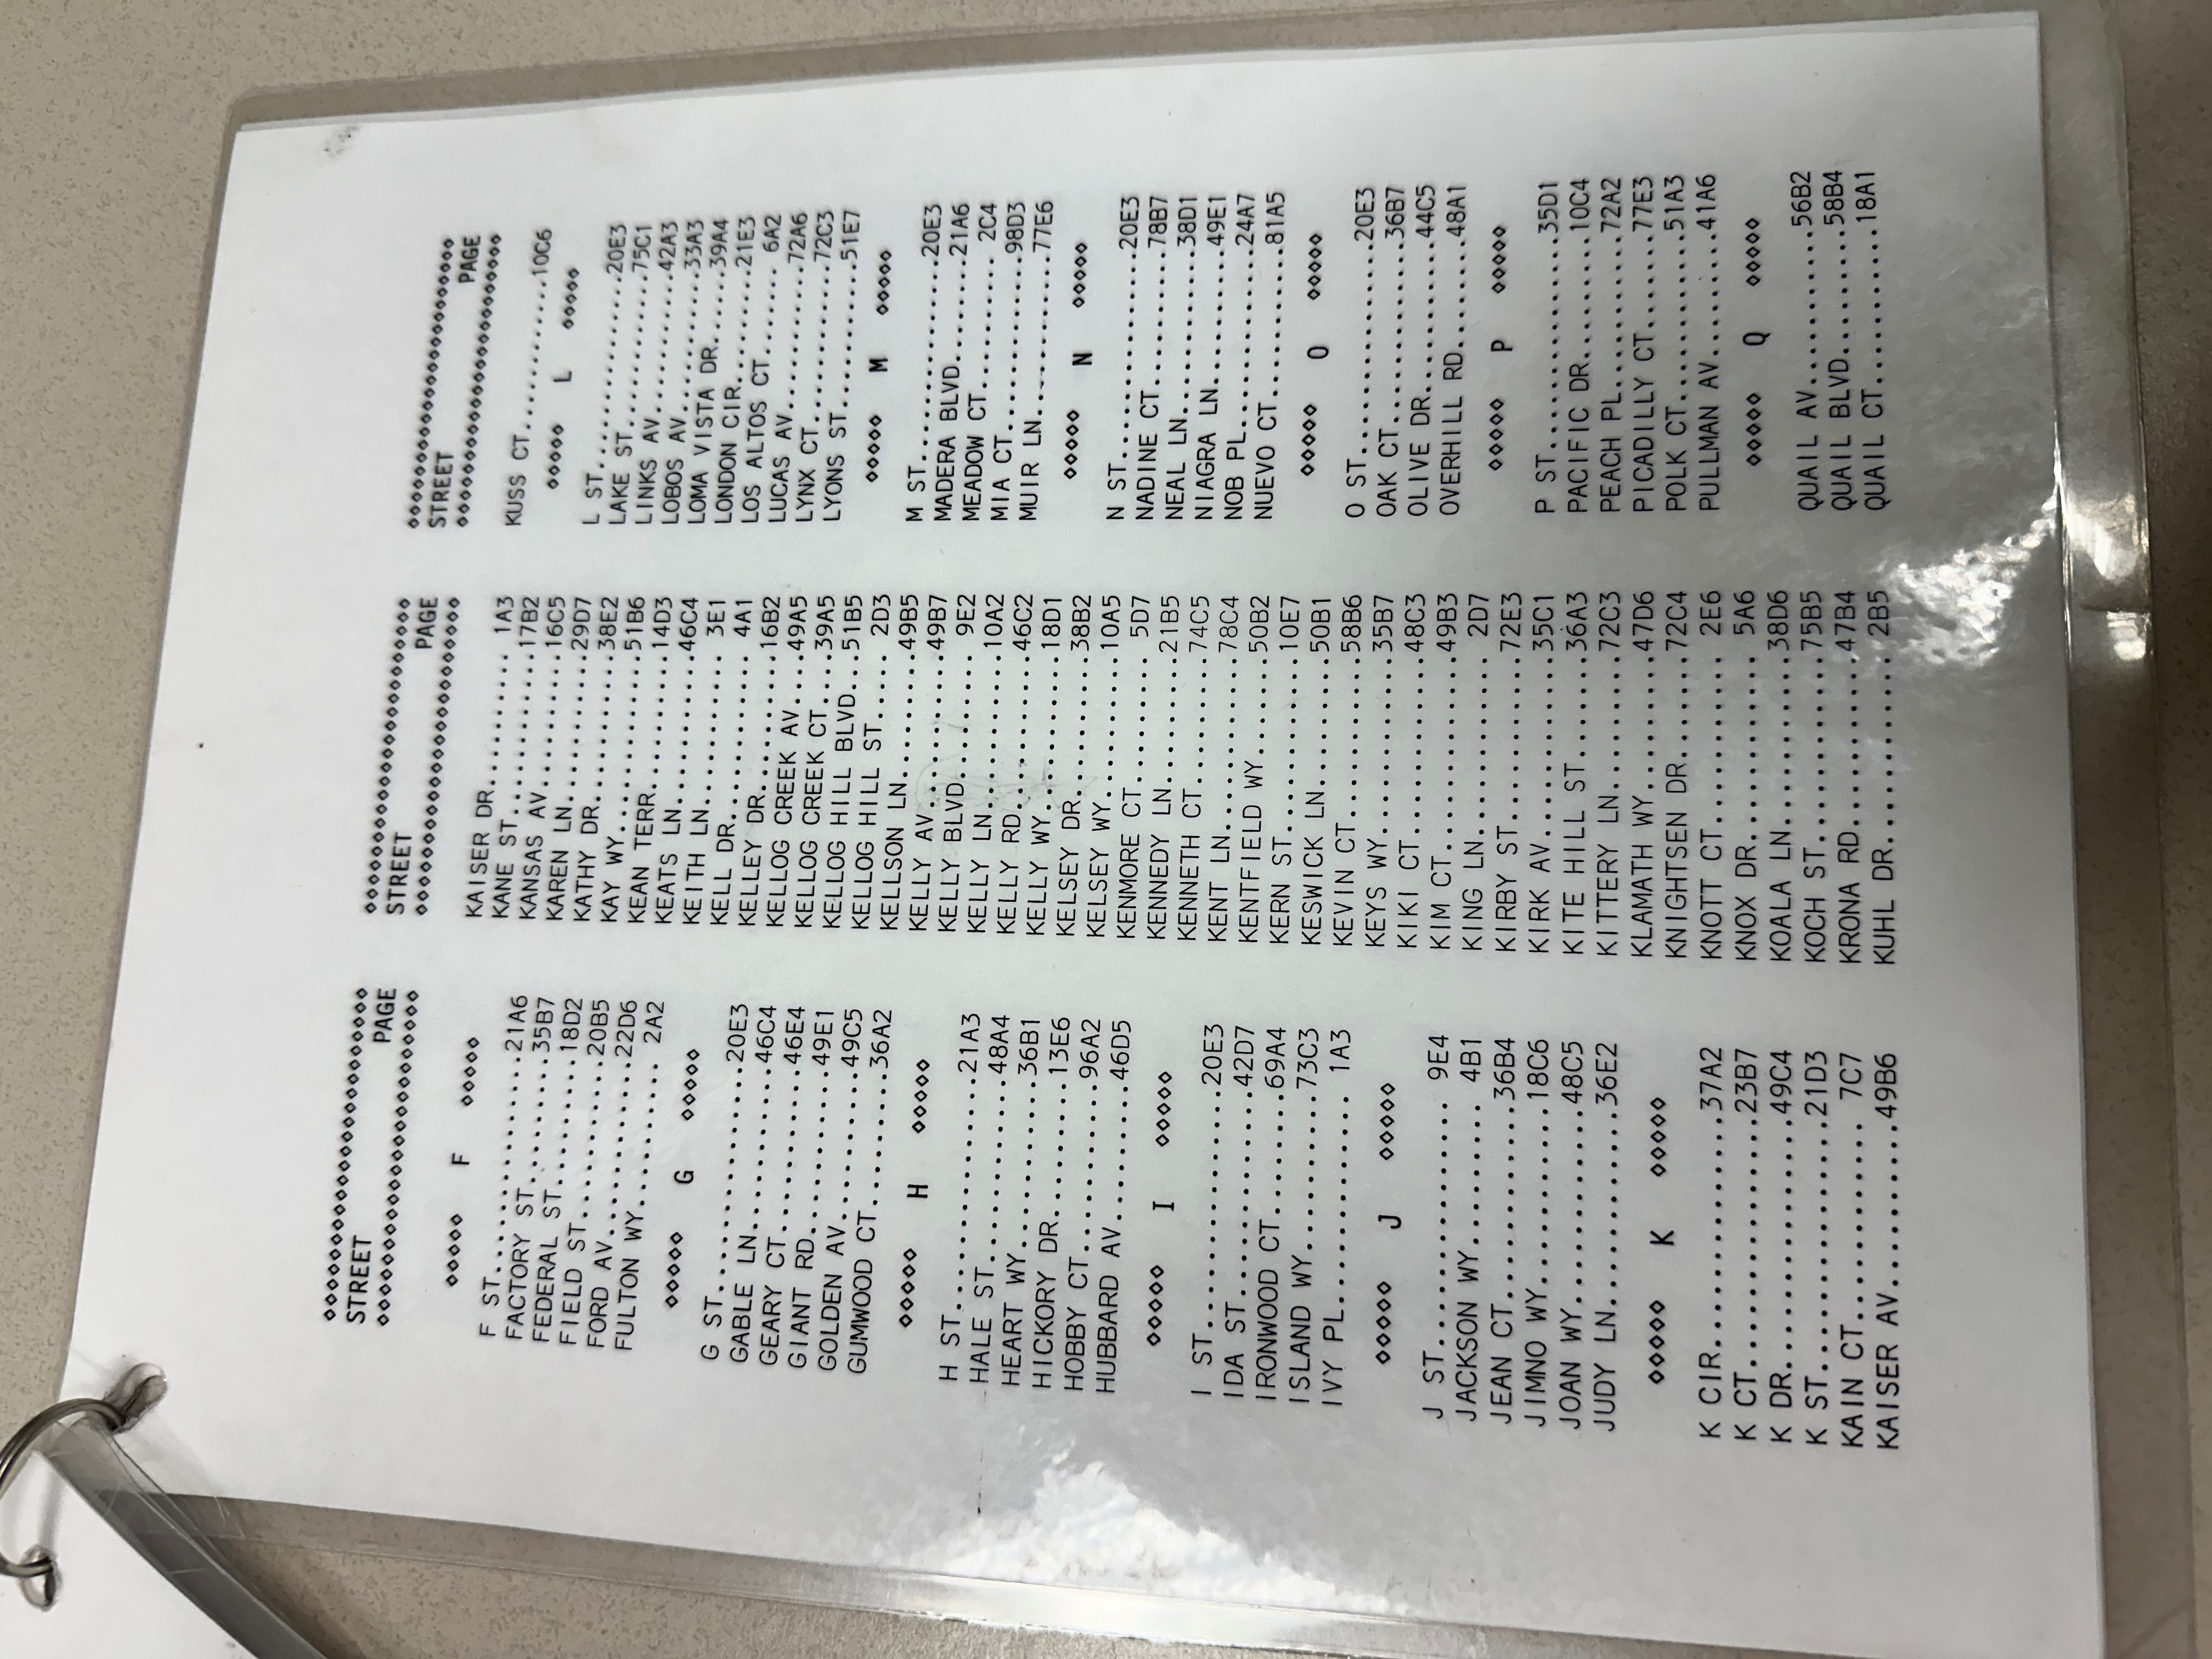 ◇◇◇◇◇◇◇◇◇◇◇◇◇◇◇◇◇◇◇◇◇◇
STREET PAGE
◇◇◇◇◇◇◇◇◇◇◇◇◇◇◇◇◇◇◇◇◇◇
◇◇◇◇◇ F ◇◇◇◇◇
F ST..............21A6
FACTORY ST.........35B7
FEDERAL ST.........18D2
FIELD ST...........20B5
FORD AV............22D6
FULTON WY.......... 2A2
◇◇◇◇◇ G ◇◇◇◇◇
G ST...............20E3
GABLE LN...........46C4
GEARY CT...........46E4
GIANT RD...........49E1
GOLDEN AV..........49C5
GUMWOOD CT.........36A2
◇◇◇◇◇ H ◇◇◇◇◇
H ST...............21A3
HALE ST............48A4
HEART WY...........36B1
HICKORY DR.........13E6
HOBBY CT...........96A2
HUBBARD AV.........46D5
◇◇◇◇◇ I ◇◇◇◇◇
I ST...............20E3
IDA ST.............42D7
IRONWOOD CT........69A4
ISLAND WY..........73C3
IVY PL............. 1A3
◇◇◇◇◇ J ◇◇◇◇◇
J ST............... 9E4
JACKSON WY......... 4B1
JEAN CT............36B4
JIMNO WY...........18C6
JOAN WY............48C5
JUDY LN............36E2
◇◇◇◇◇ K ◇◇◇◇◇
K CIR..............37A2
K CT...............23B7
K DR...............49C4
K ST...............21D3
KAIN CT............ 7C7
KAISER AV..........49B6
◇◇◇◇◇◇◇◇◇◇◇◇◇◇◇◇◇◇◇◇◇◇
STREET PAGE
◇◇◇◇◇◇◇◇◇◇◇◇◇◇◇◇◇◇◇◇◇◇
KAISER DR.......... 1A3
KANE ST............17B2
KANSAS AV..........16C5
KAREN LN...........29D7
KATHY DR...........38E2
KAY WY.............51B6
KEAN TERR..........14D3
KEATS LN...........46C4
KEITH LN........... 3E1
KELL DR............ 4A1
KELLEY DR..........16B2
KELLOG CREEK AV....49A5
KELLOG CREEK CT....39A5
KELLOG HILL BLVD...51B5
KELLOG HILL ST..... 2D3
KELLSON LN.........49B5
KELLY AV...........49B7
KELLY BLVD......... 9E2
KELLY LN...........10A2
KELLY RD...........46C2
KELLY WY...........18D1
KELSEY DR..........38B2
KELSEY WY..........10A5
KENMORE CT......... 5D7
KENNEDY LN.........21B5
KENNETH CT.........74C5
KENT LN............78C4
KENTFIELD WY.......50B2
KERN ST............10E7
KESWICK LN.........50B1
KEVIN CT...........58B6
KEYS WY............35B7
KIKI CT............48C3
KIM CT.............49B3
KING LN............ 2D7
KIRBY ST...........72E3
KIRK AV............35C1
KITE HILL ST.......36A3
KITTERY LN.........72C3
KLAMATH WY.........47D6
KNIGHTSEN DR.......72C4
KNOTT CT........... 2E6
KNOX DR............ 5A6
KOALA LN...........38D6
KOCH ST............75B5
KRONA RD...........47B4
KUHL DR............ 2B5
◇◇◇◇◇◇◇◇◇◇◇◇◇◇◇◇◇◇◇◇◇◇
STREET PAGE
◇◇◇◇◇◇◇◇◇◇◇◇◇◇◇◇◇◇◇◇◇◇
KUSS CT............10C6
◇◇◇◇◇ L ◇◇◇◇◇
L ST...............20E3
LAKE ST............75C1
LINKS AV...........42A3
LOBOS AV...........33A3
LOMA VISTA DR......39A4
LONDON CIR.........21E3
LOS ALTOS CT....... 6A2
LUCAS AV...........72A6
LYNX CT............72C3
LYONS ST...........51E7
◇◇◇◇◇ M ◇◇◇◇◇
M ST...............20E3
MADERA BLVD........21A6
MEADOW CT.......... 2C4
MIA CT.............98D3
MUIR LN............77E6
◇◇◇◇◇ N ◇◇◇◇◇
N ST...............20E3
NADINE CT..........78B7
NEAL LN............38D1
NIAGRA LN..........49E1
NOB PL.............24A7
NUEVO CT...........81A5
◇◇◇◇◇ O ◇◇◇◇◇
O ST...............20E3
OAK CT.............36B7
OLIVE DR...........44C5
OVERHILL RD........48A1
◇◇◇◇◇ P ◇◇◇◇◇
P ST...............35D1
PACIFIC DR.........10C4
PEACH PL...........72A2
PICADILLY CT.......77E3
POLK CT............51A3
PULLMAN AV.........41A6
◇◇◇◇◇ Q ◇◇◇◇◇
QUAIL AV...........56B2
QUAIL BLVD.........58B4
QUAIL CT...........18A1